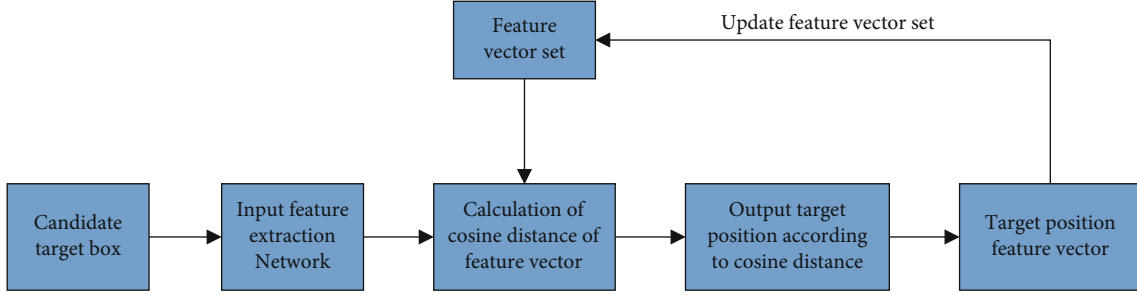 Feature
vector set
Update feature vector set
Candidate
target box
Input feature
extraction
Network
Calculation of
cosine distance of
feature vector
Output target
position according
to cosine distance
Target position
feature vector